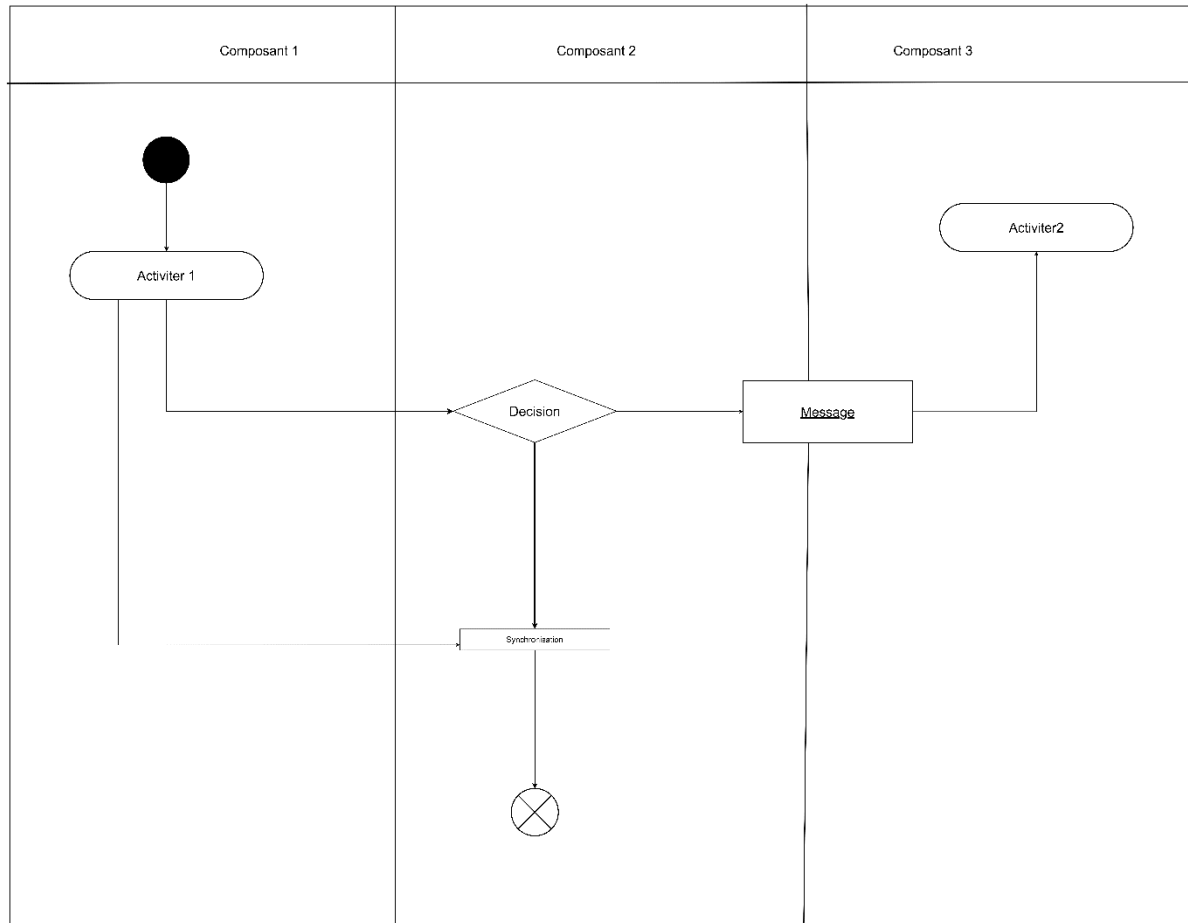 Composant 1
Composant 2
Composant 3
Activiter2
Activiter 1
Decision
Message
Synchronisation